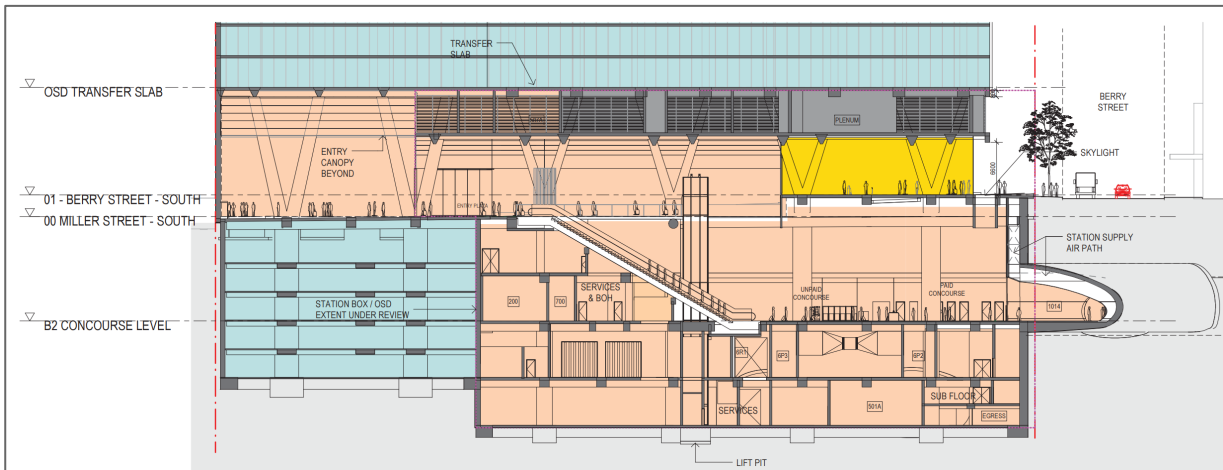 TRANSFER
SLAB
OSD TRANSFER SLAB
BERRY
STREET
PLENUM
ENTRY
CANOPY
BEYOND
SKYLIGHT
6600
01 - BERRY STREET - SOUTH
00 MILLER STREET - SOUTH
ENTRY PLAZA
STATION SUPPLY
AIR PATH
SERVICES
& BOH
UNPAID
CONCOURSE
PAID
CONCOURSE
200
700
1014
STATION BOX / OSD
EXTENT UNDER REVIEW
B2 CONCOURSE LEVEL
6R1
6P3
6P2
SUB FLOOR
SERVICES
501A
EGRESS
LIFT PIT